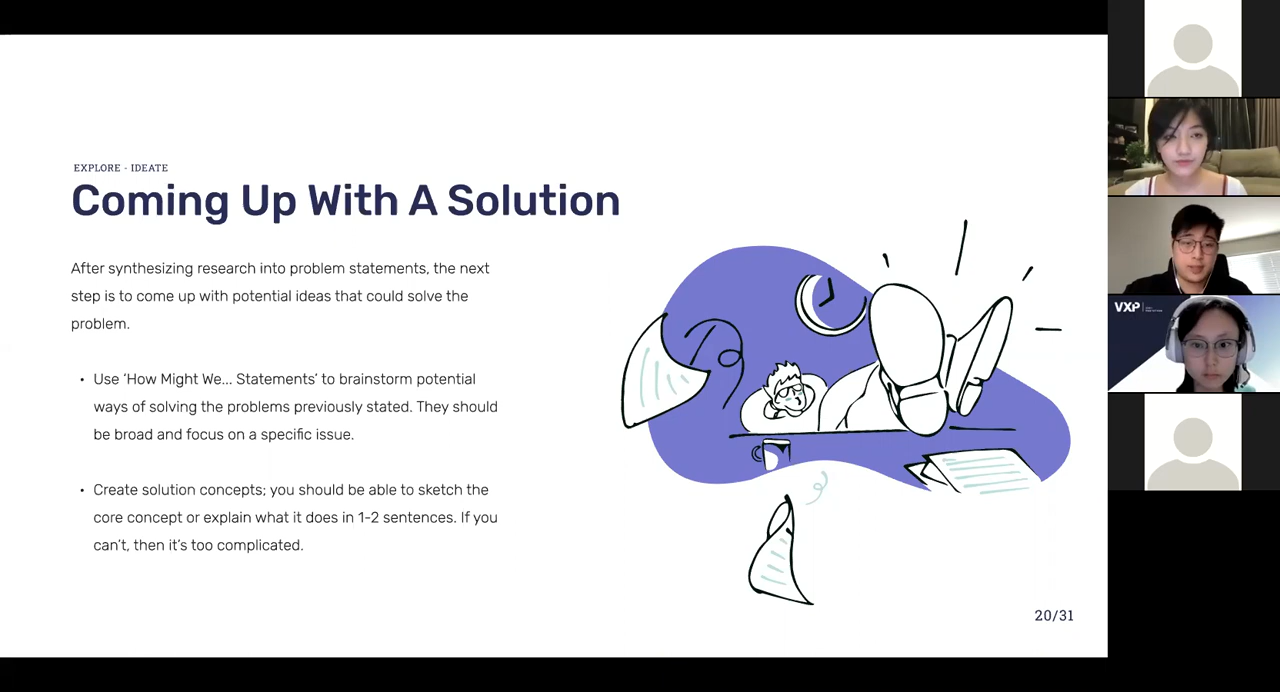 EXPLORE - IDEATE
Coming Up With A Solution
After synthesizing research into problem statements, the next
step is to come up with potential ideas that could solve the
problem.
• Use ‘How Might We... Statements’ to brainstorm potential
ways of solving the problems previously stated. They should
be broad and focus on a specific issue.
• Create solution concepts; you should be able to sketch the
core concept or explain what it does in 1-2 sentences. If you
can’t, then it’s too complicated.
20/31
VXP